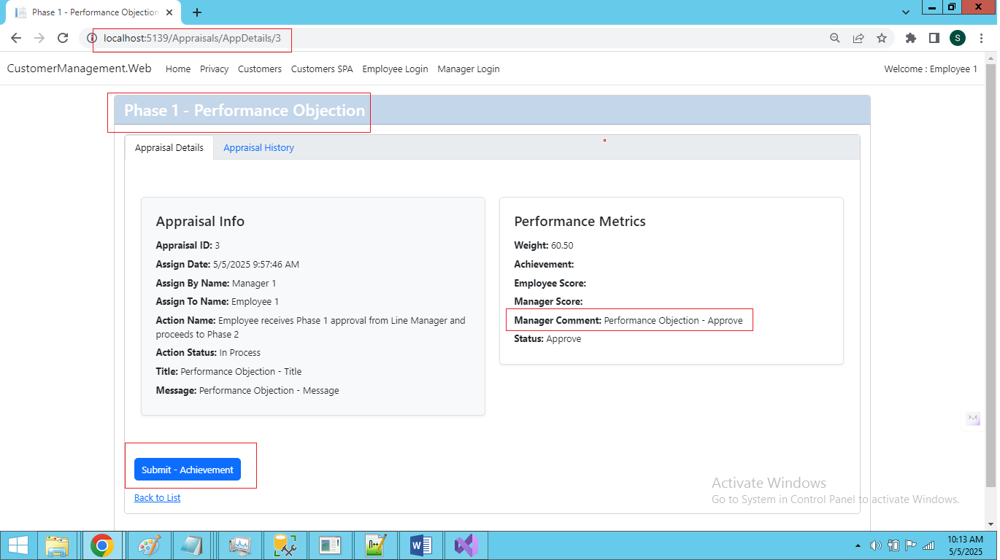 Phase 1 - Performance Objection
localhost:5139/Appraisals/AppDetails/3
S
CustomerManagement.Web Home Privacy Customers Customers SPA Employee Login Manager Login Welcome : Employee 1
Phase 1 - Performance Objection
Appraisal Details Appraisal History
Appraisal Info
Appraisal ID: 3
Assign Date: 5/5/2025 9:57:46 AM
Assign By Name: Manager 1
Assign To Name: Employee 1
Action Name: Employee receives Phase 1 approval from Line Manager and
proceeds to Phase 2
Action Status: In Process
Title: Performance Objection - Title
Message: Performance Objection - Message
Performance Metrics
Weight: 60.50
Achievement:
Employee Score:
Manager Score:
Manager Comment: Performance Objection - Approve
Status: Approve
Submit - Achievement
Back to List
Activate Windows
Go to System in Control Panel to activate Windows.
10:13 AM
5/5/2025